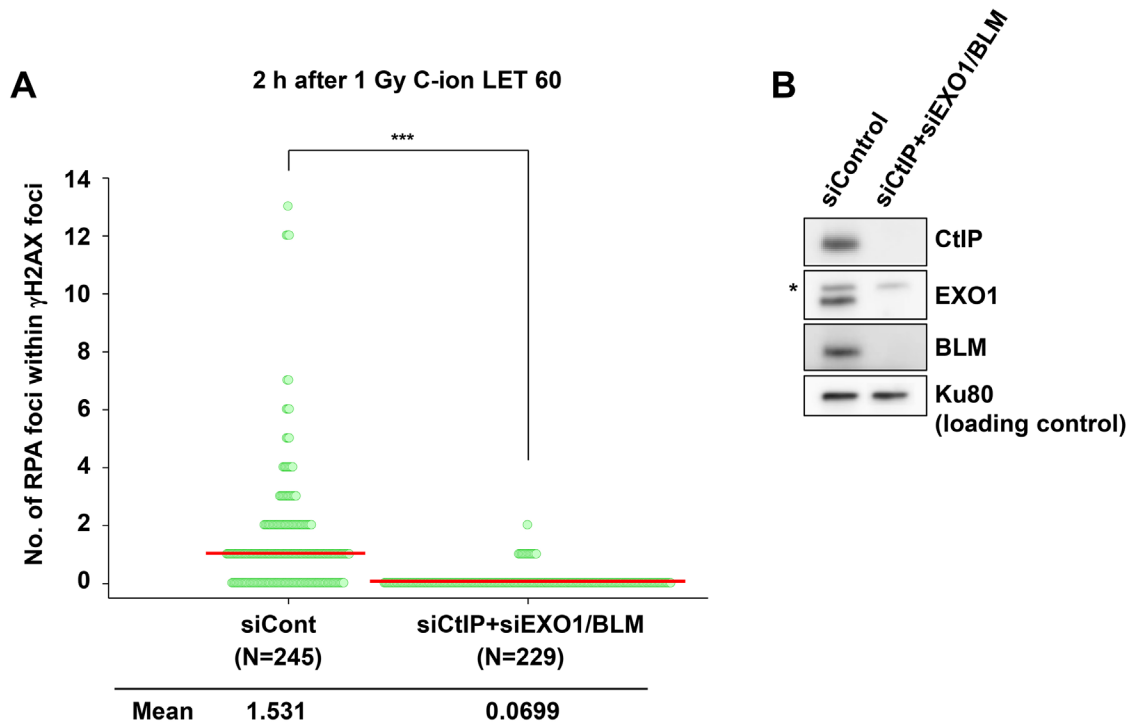 A
2 h after 1 Gy C-ion LET 60
***
No. of RPA foci within γH2AX foci
14
12
10
8
6
4
2
0
siCont
(N=245)
siCtIP+siEXO1/BLM
(N=229)
Mean 1.531 0.0699
B
siControl
siCtIP+siEXO1/BLM
CtIP
* EXO1
BLM
Ku80
(loading control)